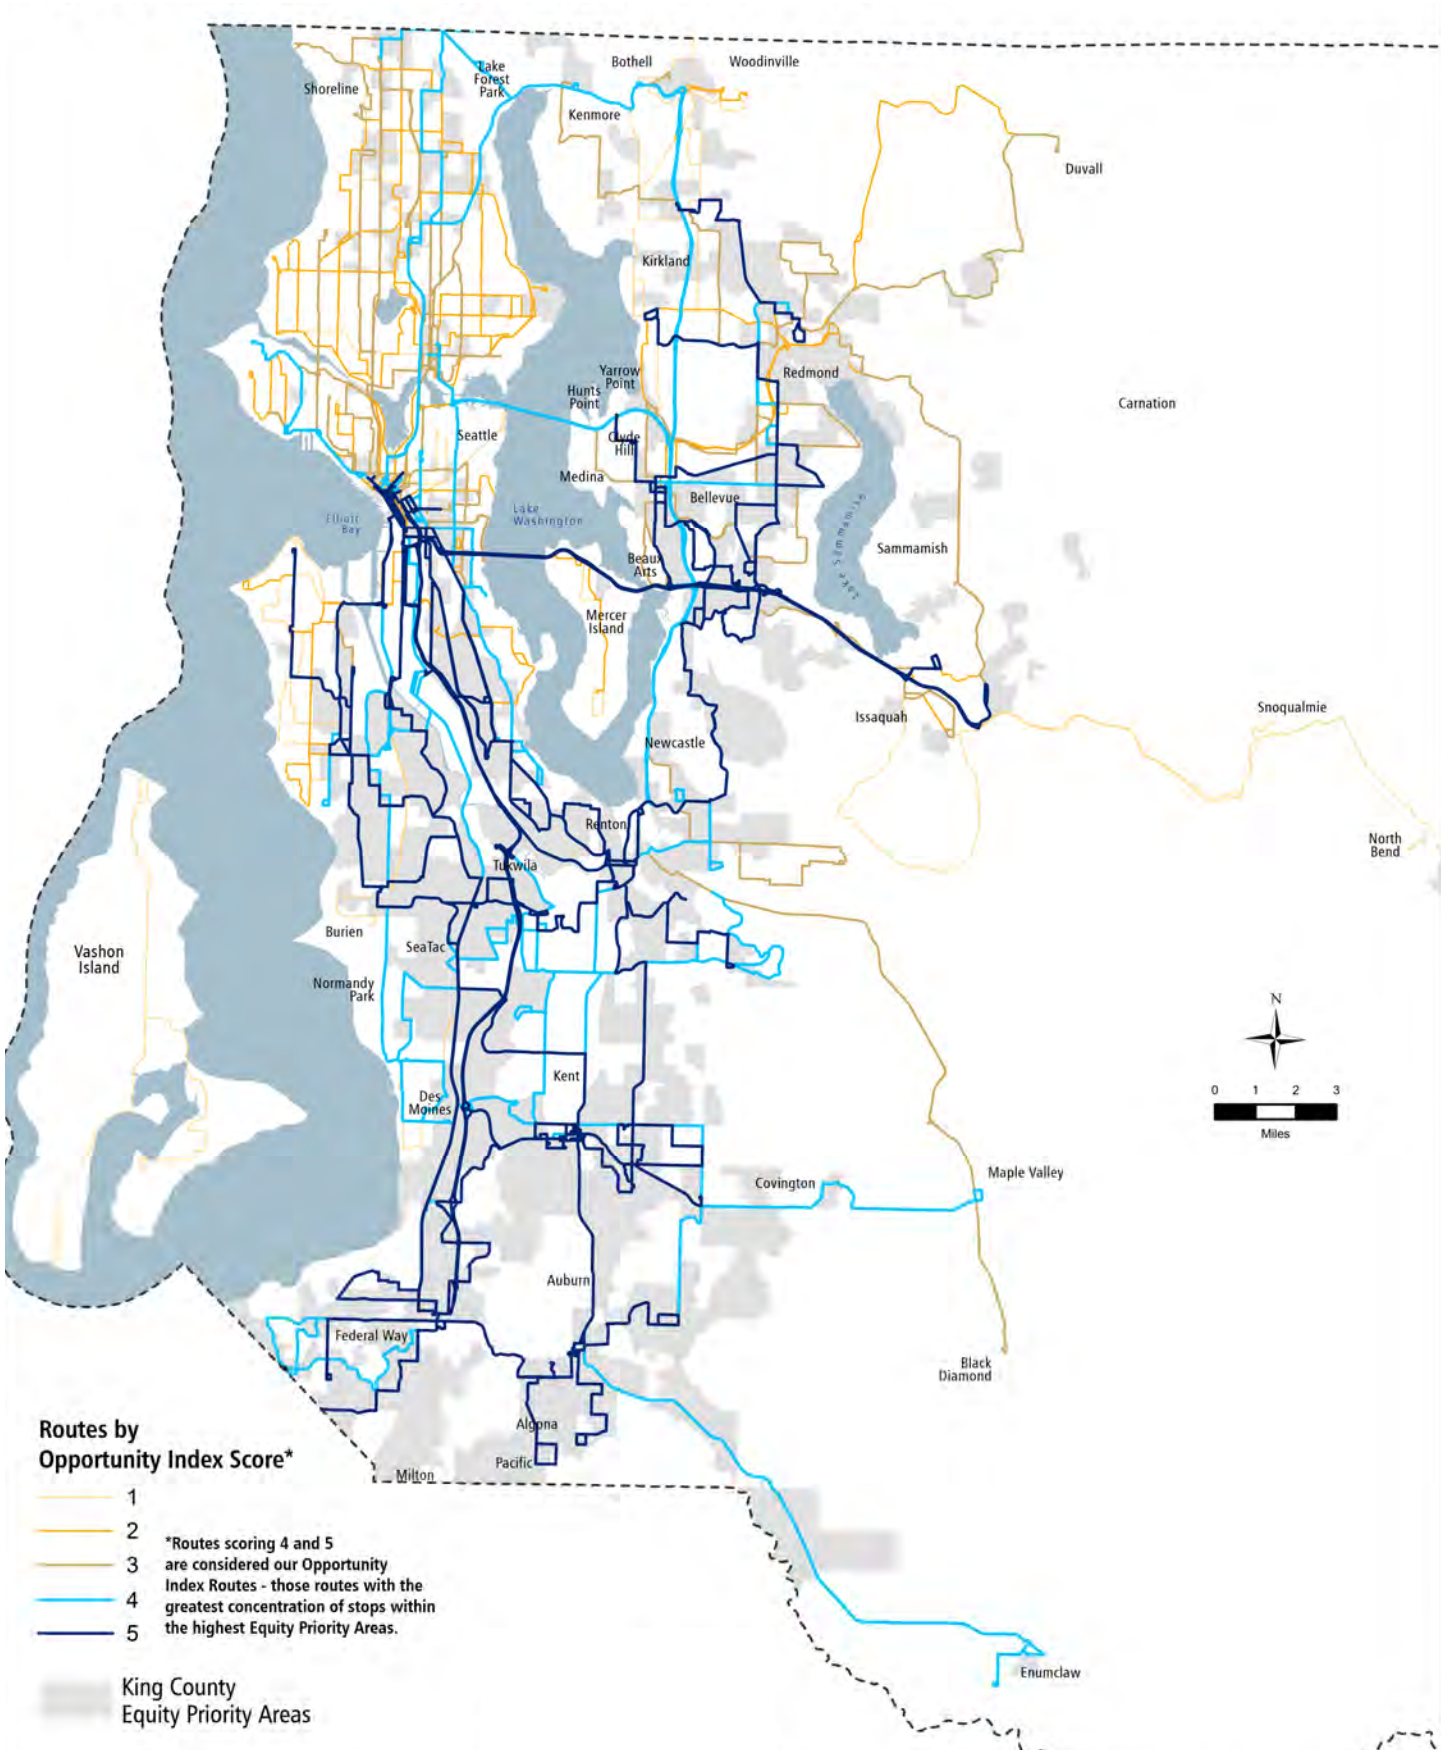 Bothell
Woodinville
Lake
Forest
Park
Shoreline
Kenmore
Duvall
Kirkland
Yarrow
Point
Redmond
Hunts
Point
Carnation
Seattle
Clyde
Hill
Medina
Bellevue
Elliott
Bay
Lake
Washington
Lake Sammamish
Sammamish
Beaux
Arts
Mercer
Island
Issaquah
Snoqualmie
Newcastle
Renton
North
Bend
Tukwila
Burien
SeaTac
Vashon
Island
Normandy
Park
N
Kent
Des
Moines
0 1 2 3
Miles
Covington
Maple Valley
Auburn
Federal Way
Black
Diamond
Algona
Pacific
Milton
Enumclaw
Routes by
Opportunity Index Score*
1
2
3
4
5
*Routes scoring 4 and 5
are considered our Opportunity
Index Routes - those routes with the
greatest concentration of stops within
the highest Equity Priority Areas.
King County
Equity Priority Areas